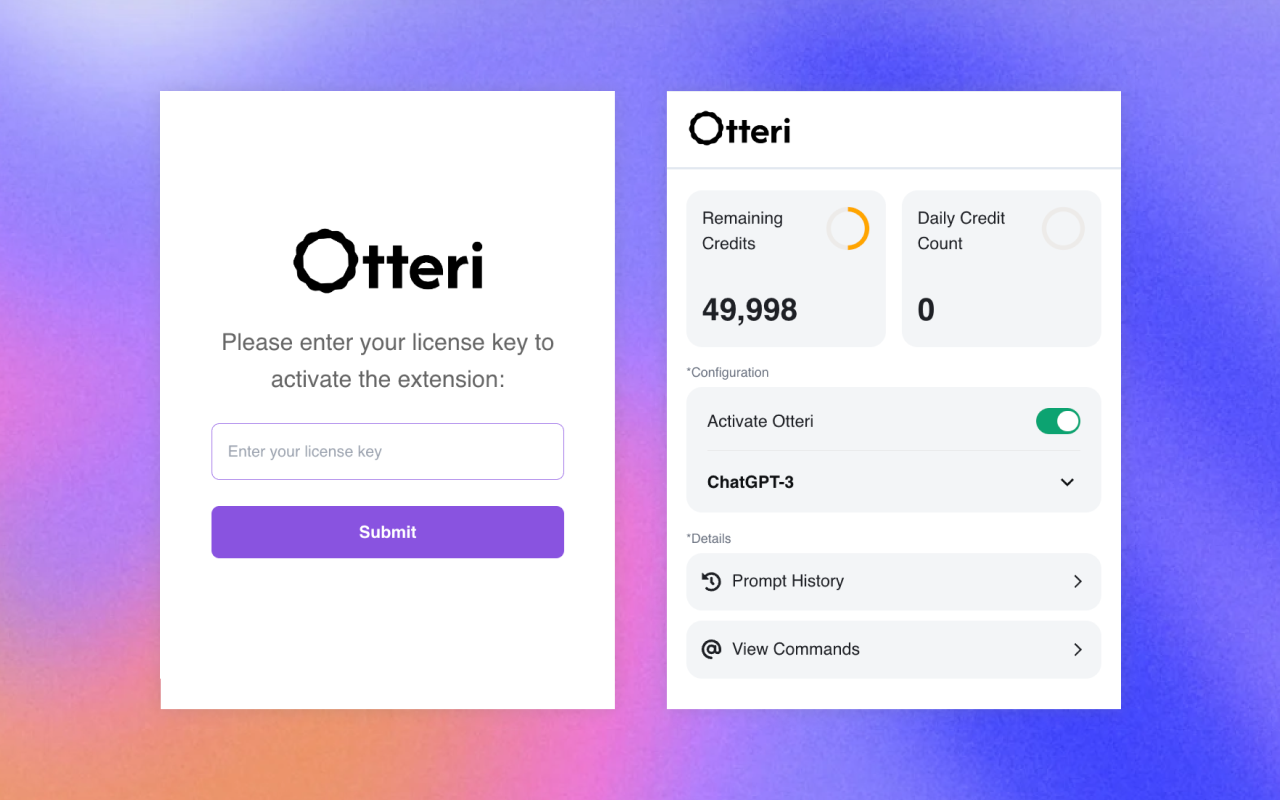 Otteri
Please enter your license key to
activate the extension:
Enter your license key
Submit
Otteri
Remaining
Credits
49,998
Daily Credit
Count
0
*Configuration
Activate Otteri
ChatGPT-3
*Details
Prompt History
View Commands